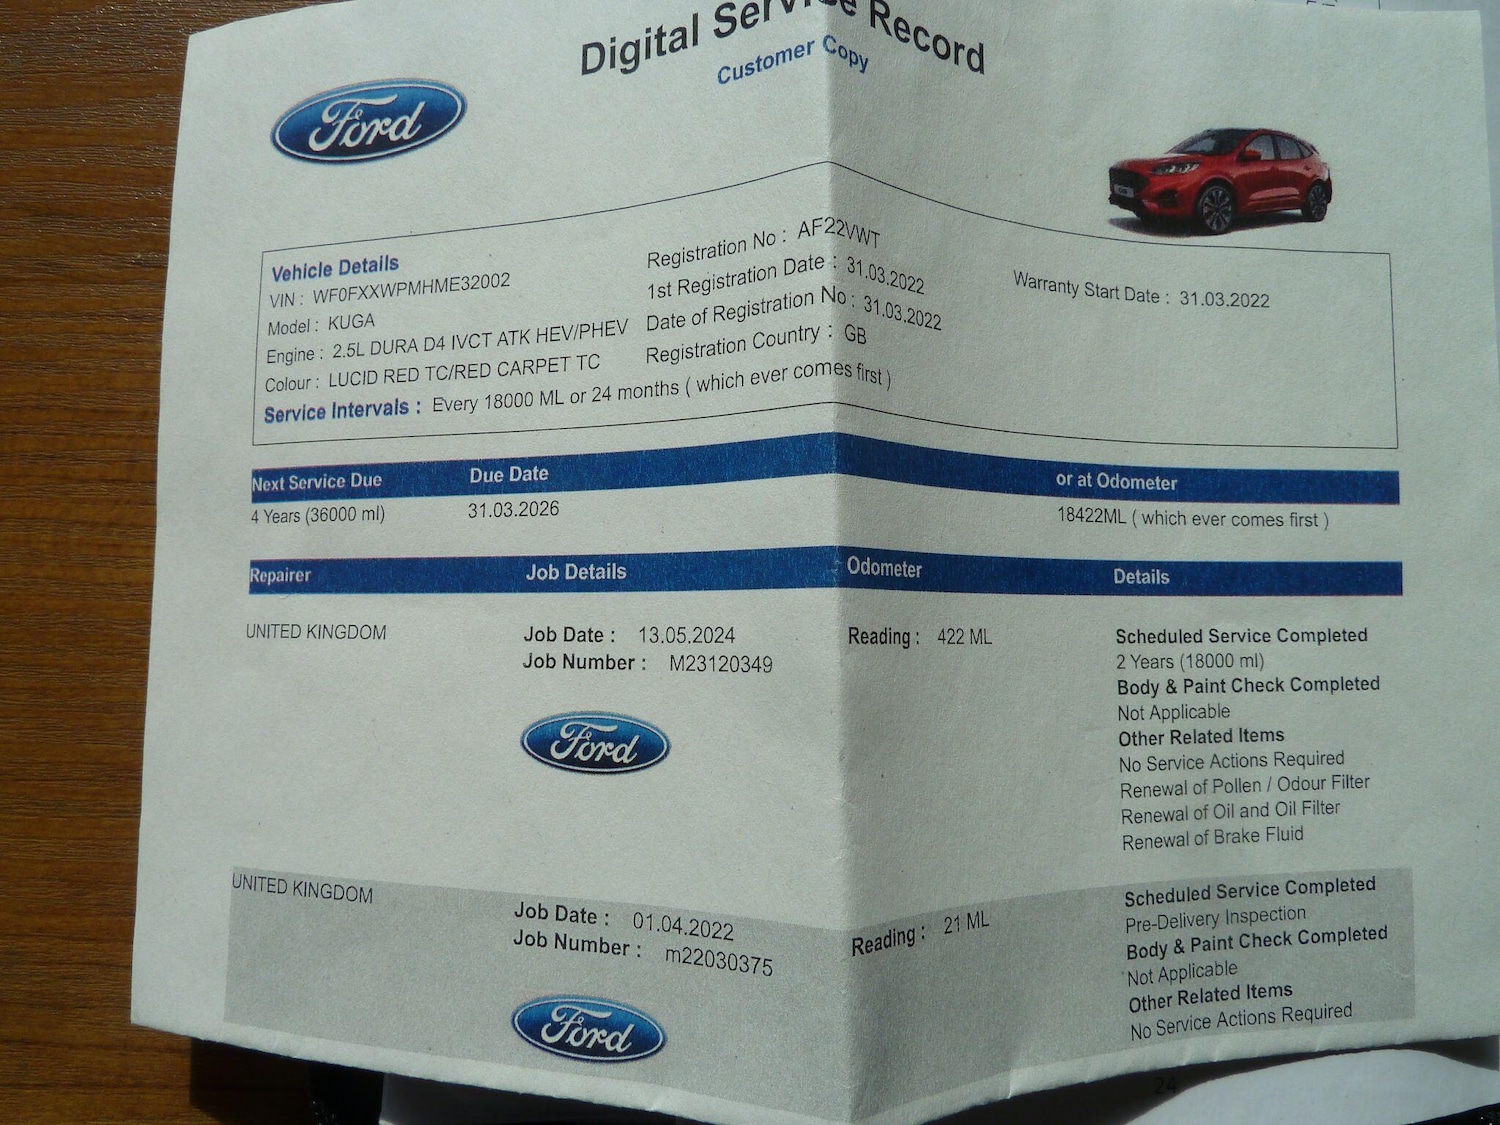 Digital Service Record
Customer Copy
Ford
Vehicle Details
VIN : WF0FXXWPMHME32002
Model : KUGA
Engine : 2.5L DURA D4 IVCT ATK HEV/PHEV
Colour : LUCID RED TC/RED CARPET TC
Service Intervals : Every 18000 ML or 24 months ( which ever comes first )
Registration No : AF22VWT
1st Registration Date : 31.03.2022
Date of Registration No : 31.03.2022
Registration Country : GB
Warranty Start Date : 31.03.2022
Next Service Due Due Date or at Odometer
4 Years (36000 ml) 31.03.2026 18422ML ( which ever comes first )
Repairer Job Details Odometer Details
UNITED KINGDOM
Job Date : 13.05.2024
Job Number : M23120349
Ford
Reading : 422 ML
Scheduled Service Completed
2 Years (18000 ml)
Body & Paint Check Completed
Not Applicable
Other Related Items
No Service Actions Required
Renewal of Pollen / Odour Filter
Renewal of Oil and Oil Filter
Renewal of Brake Fluid
UNITED KINGDOM
Job Date : 01.04.2022
Job Number : m22030375
Ford
Reading : 21 ML
Scheduled Service Completed
Pre-Delivery Inspection
Body & Paint Check Completed
Not Applicable
Other Related Items
No Service Actions Required
24